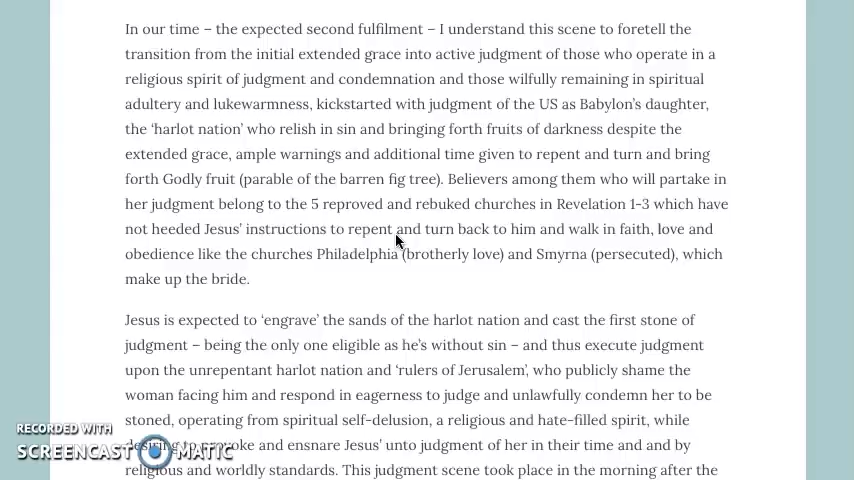 In our time – the expected second fulfilment – I understand this scene to foretell the
transition from the initial extended grace into active judgment of those who operate in a
religious spirit of judgment and condemnation and those wilfully remaining in spiritual
adultery and lukewarmness, kickstarted with judgment of the US as Babylon's daughter,
the 'harlot nation' who relish in sin and bringing forth fruits of darkness despite the
extended grace, ample warnings and additional time given to repent and turn and bring
forth Godly fruit (parable of the barren fig tree). Believers among them who will partake in
her judgment belong to the 5 reproved and rebuked churches in Revelation 1-3 which have
not heeded Jesus' instructions to repent and turn back to him and walk in faith, love and
obedience like the churches Philadelphia (brotherly love) and Smyrna (persecuted), which
make up the bride.
Jesus is expected to 'engrave' the sands of the harlot nation and cast the first stone of
judgment – being the only one eligible as he's without sin – and thus execute judgment
upon the unrepentant harlot nation and 'rulers of Jerusalem', who publicly shame the
woman facing him and respond in eagerness to judge and unlawfully condemn her to be
stoned, operating from spiritual self-delusion, a religious and hate-filled spirit, while
desiring to provoke and ensnare Jesus' unto judgment of her in their time and and by
religious and worldly standards. This judgment scene took place in the morning after the
RECORDED WITH
SCREENCAST MATIC